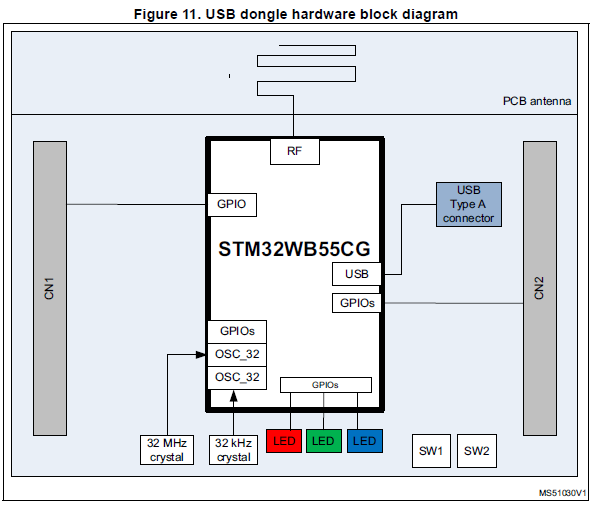 Figure 11. USB dongle hardware block diagram
PCB antenna
RF
GPIO
USB
Type A
connector
STM32WB55CG
USB
GPIOs
CN1
CN2
GPIOs
OSC_32
OSC_32
GPIOs
32 MHz
crystal
32 kHz
crystal
LED
LED
LED
SW1
SW2
MS51030V1